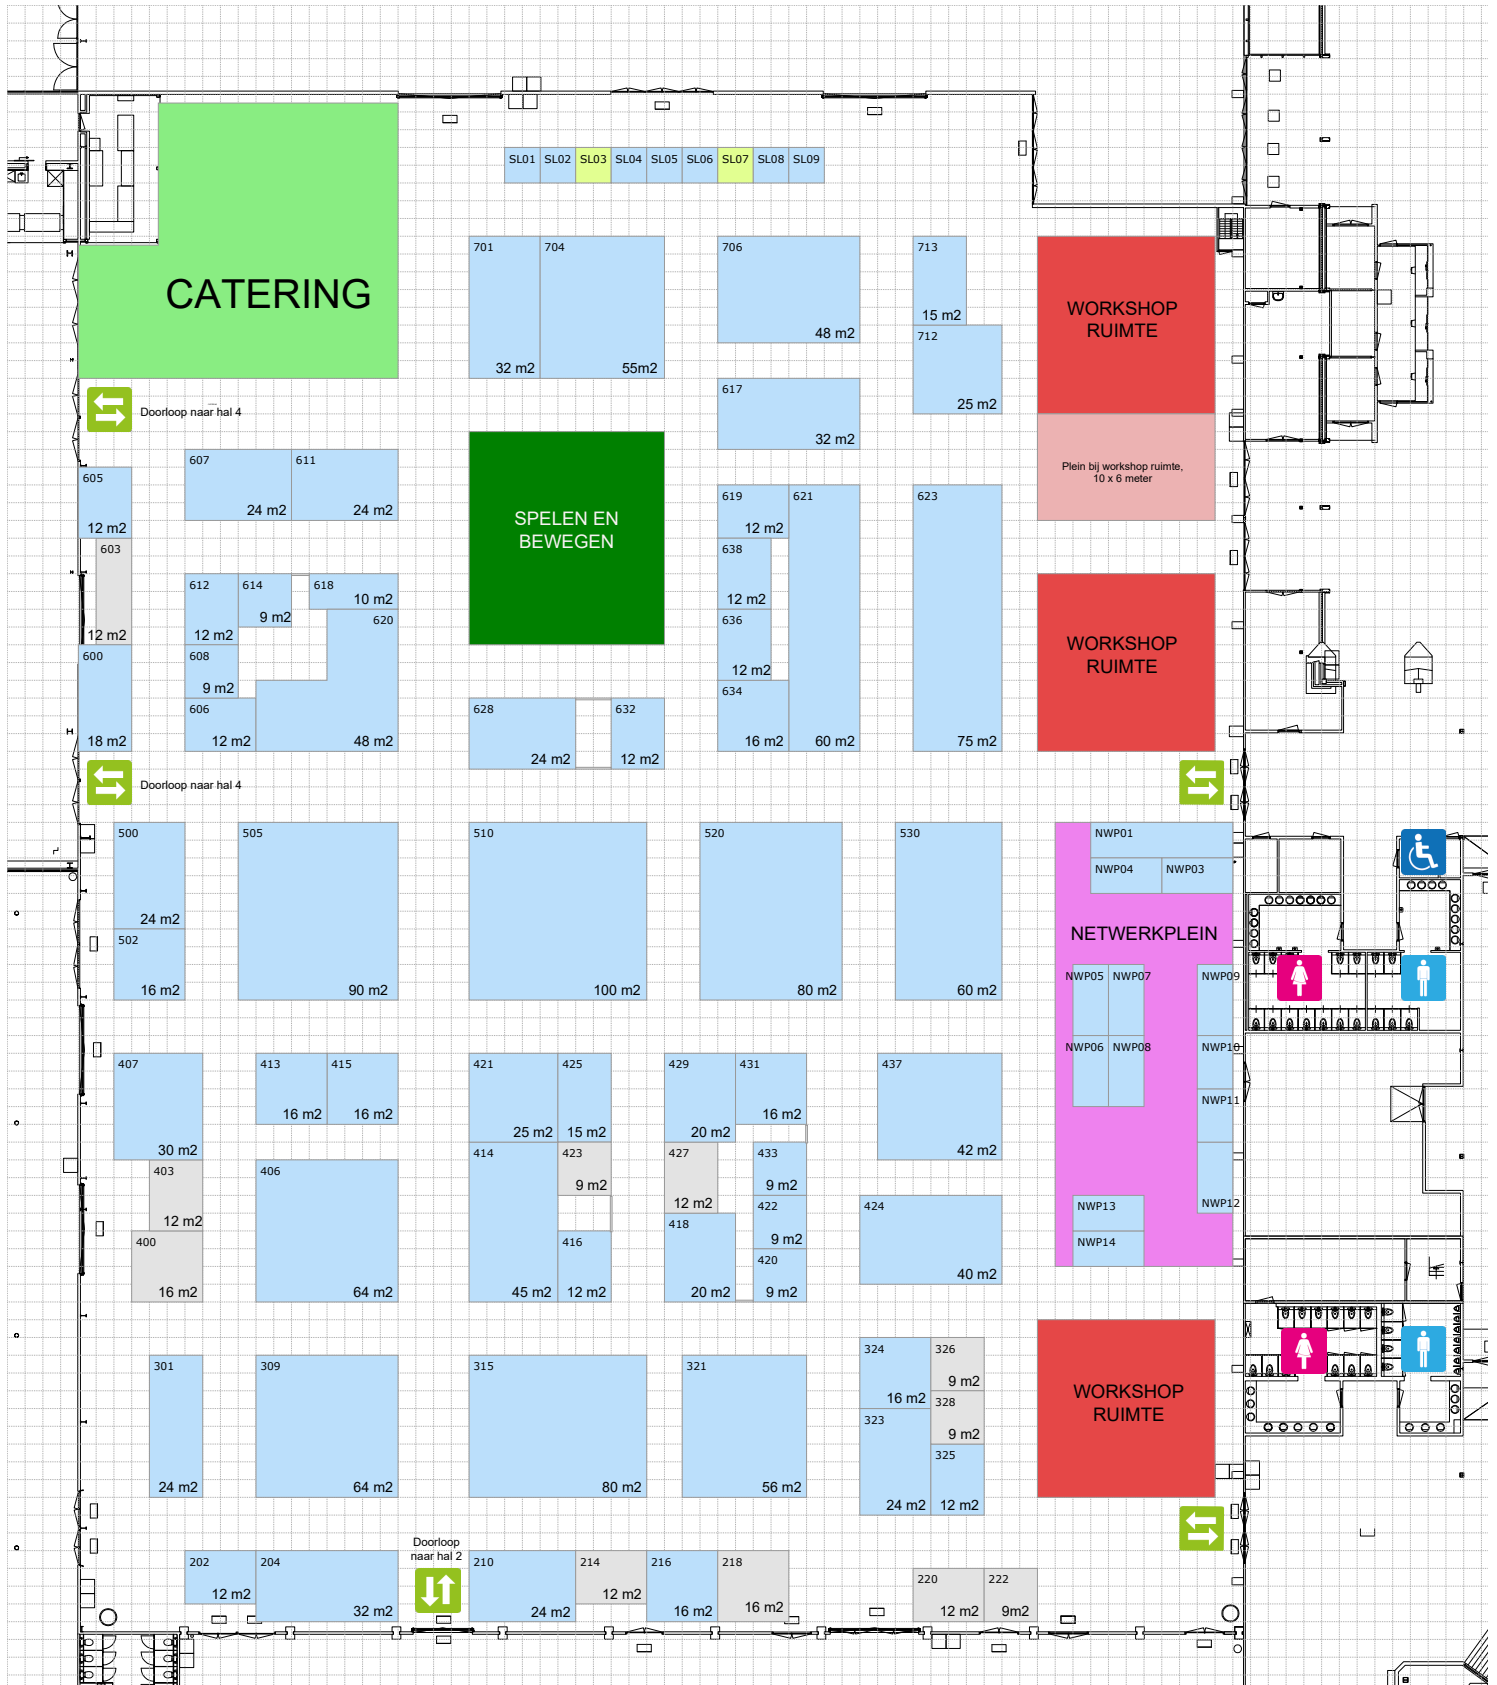 SL01 SL02 SL03 SL04 SL05 SL06 SL07 SL08 SL09
CATERING
701
32 m2
704
55m2
706
48 m2
713
15 m2
712
25 m2
WORKSHOP
RUIMTE
Doorloop naar hal 4
617
32 m2
Plein bij workshop ruimte,
10 x 6 meter
605
12 m2
607
24 m2
611
24 m2
SPELEN EN
BEWEGEN
619
12 m2
621
60 m2
623
75 m2
603
12 m2
638
12 m2
612
12 m2
614
9 m2
618
10 m2
620
48 m2
636
12 m2
WORKSHOP
RUIMTE
600
18 m2
608
9 m2
606
12 m2
634
16 m2
628
24 m2
632
12 m2
Doorloop naar hal 4
500
24 m2
502
16 m2
505
90 m2
510
100 m2
520
80 m2
530
60 m2
NWP01
NWP04 NWP03
NETWERKPLEIN
NWP05 NWP07 NWP09
NWP06 NWP08 NWP10
NWP11
NWP12
NWP13
NWP14
407
30 m2
413
16 m2
415
16 m2
421
25 m2
425
15 m2
429
20 m2
431
16 m2
437
42 m2
403
12 m2
400
16 m2
406
64 m2
414
45 m2
423
9 m2
416
12 m2
427
12 m2
418
20 m2
433
9 m2
422
9 m2
420
9 m2
424
40 m2
301
24 m2
309
64 m2
315
80 m2
321
56 m2
324
16 m2
326
9 m2
328
9 m2
323
24 m2
325
12 m2
WORKSHOP
RUIMTE
202
12 m2
204
32 m2
Doorloop
naar hal 2
210
24 m2
214
12 m2
216
16 m2
218
16 m2
220
12 m2
222
9m2